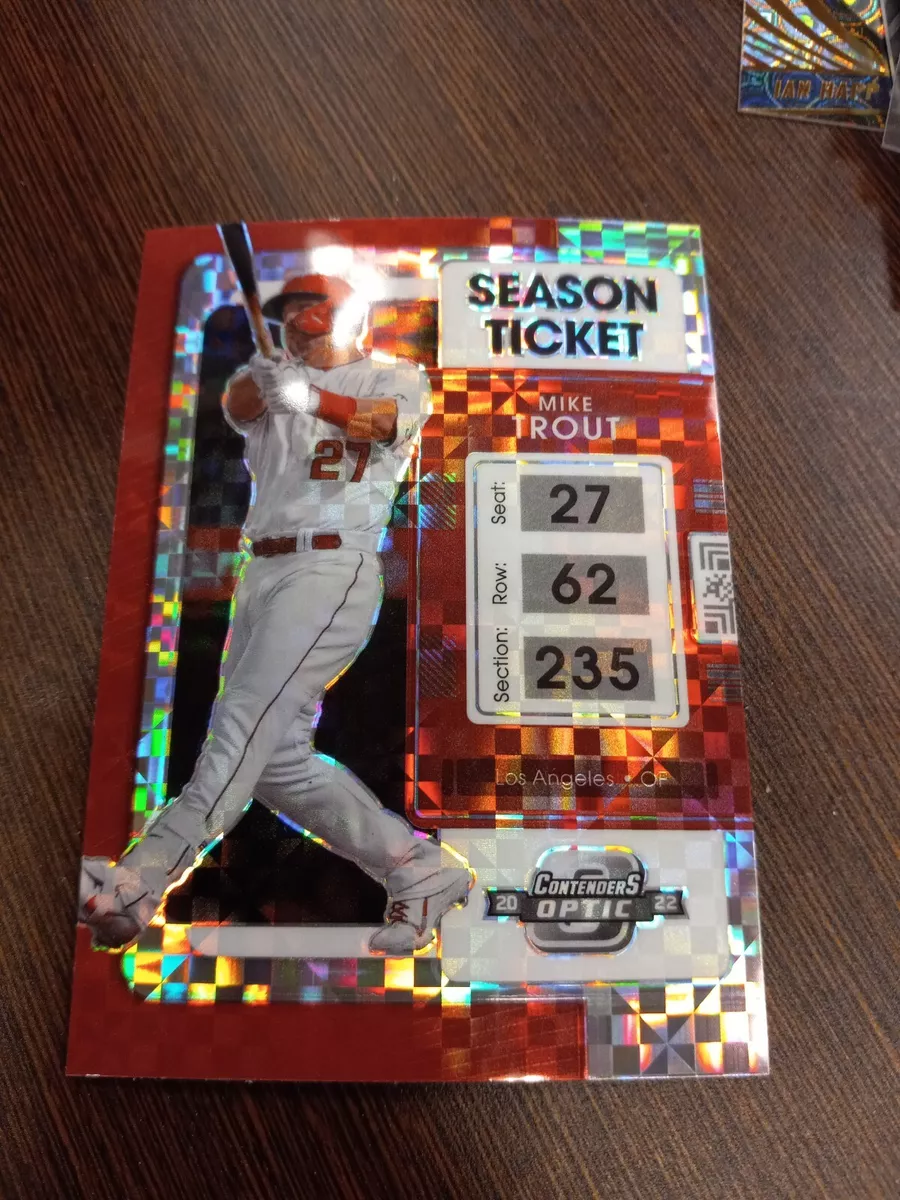 IAN HAPP
SEASON
TICKET
MIKE
TROUT
27
Seat: 27
Row: 62
Section: 235
Los Angeles • OF
CONTENDERS
20 OPTIC 22